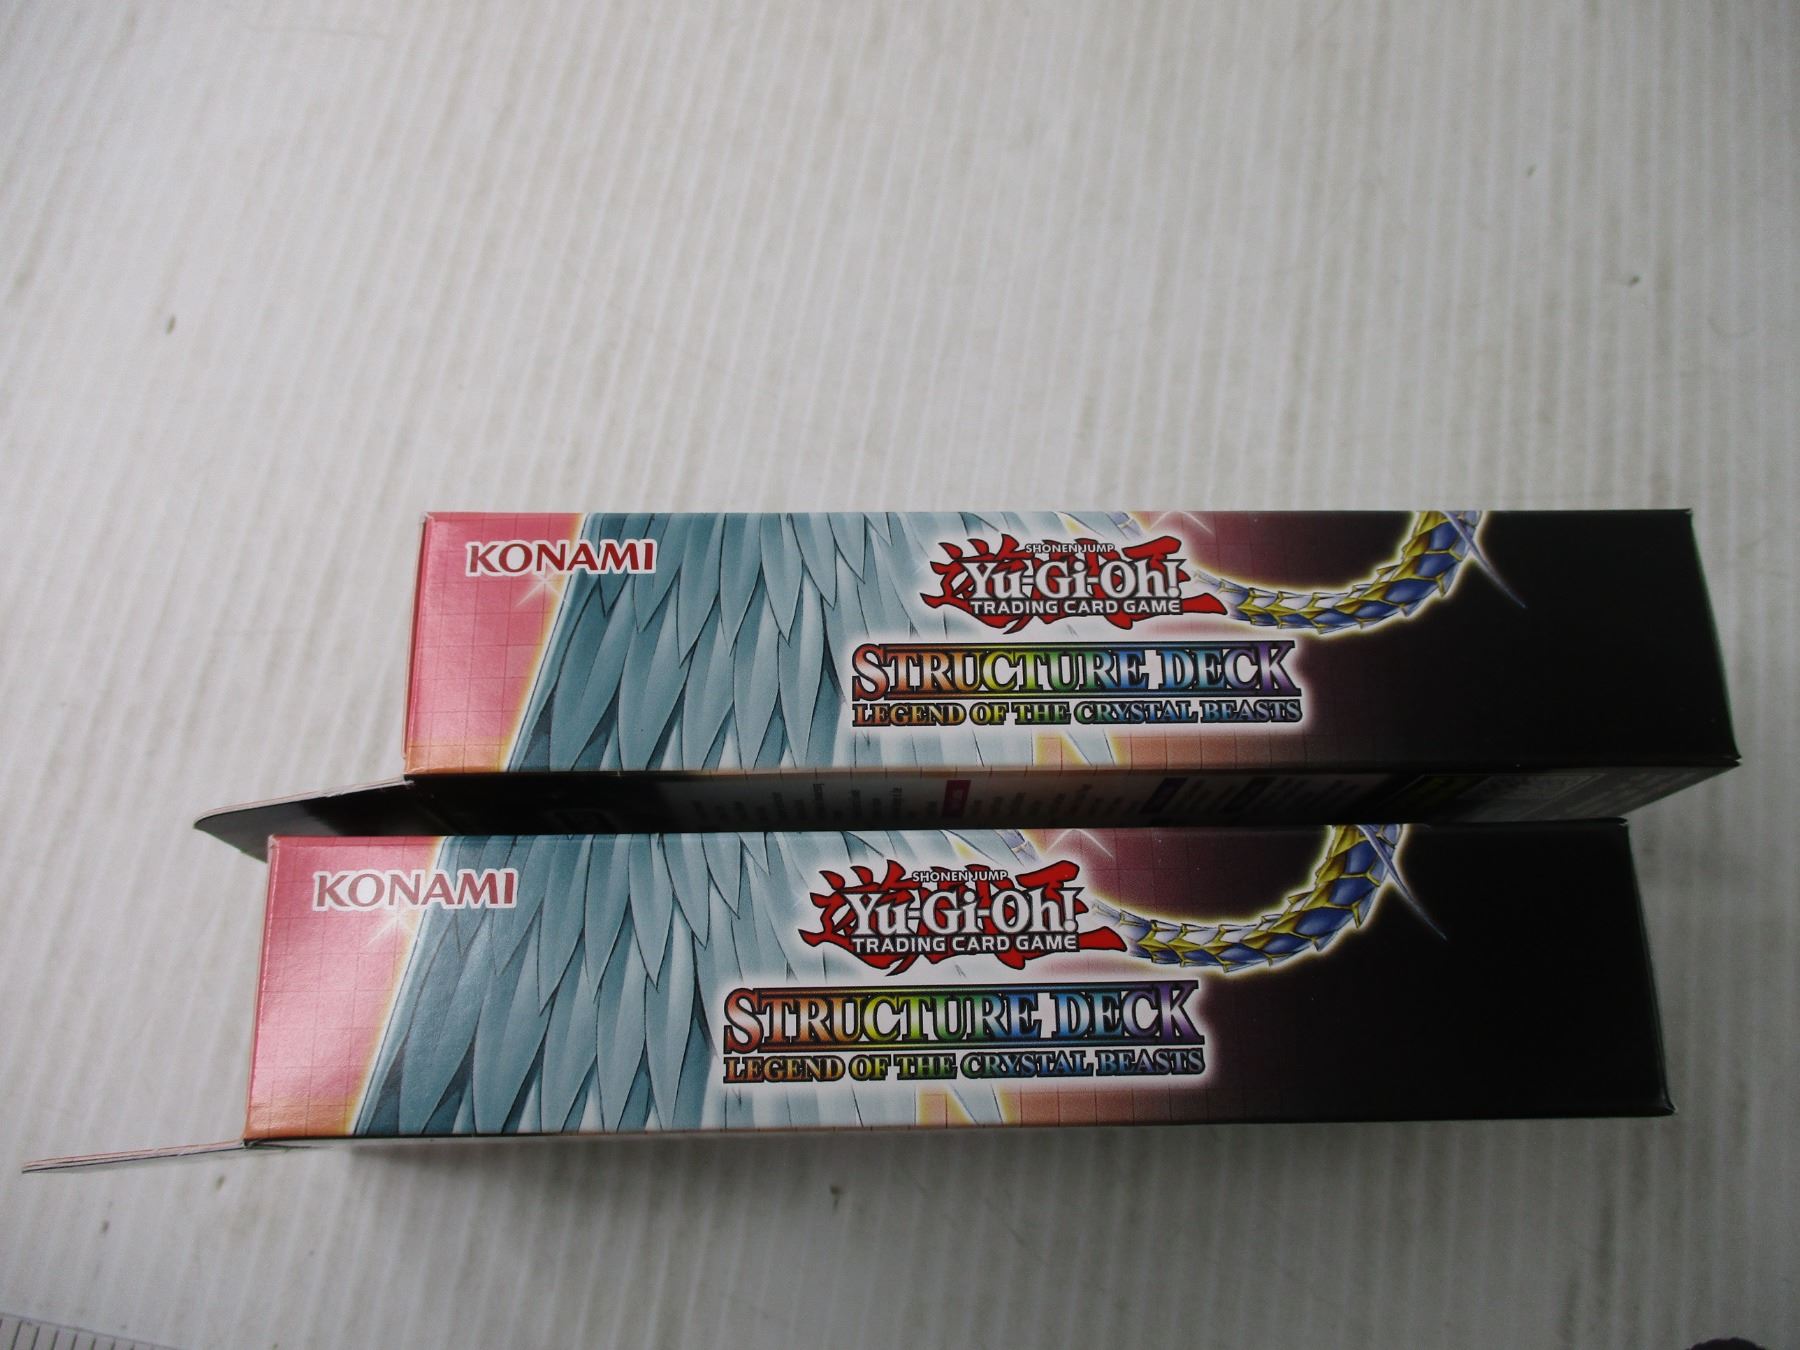 KONAMI
SHONEN JUMP
Yu-Gi-Oh!
TRADING CARD GAME
STRUCTURE DECK
LEGEND OF THE CRYSTAL BEASTS
KONAMI
SHONEN JUMP
Yu-Gi-Oh!
TRADING CARD GAME
STRUCTURE DECK
LEGEND OF THE CRYSTAL BEASTS